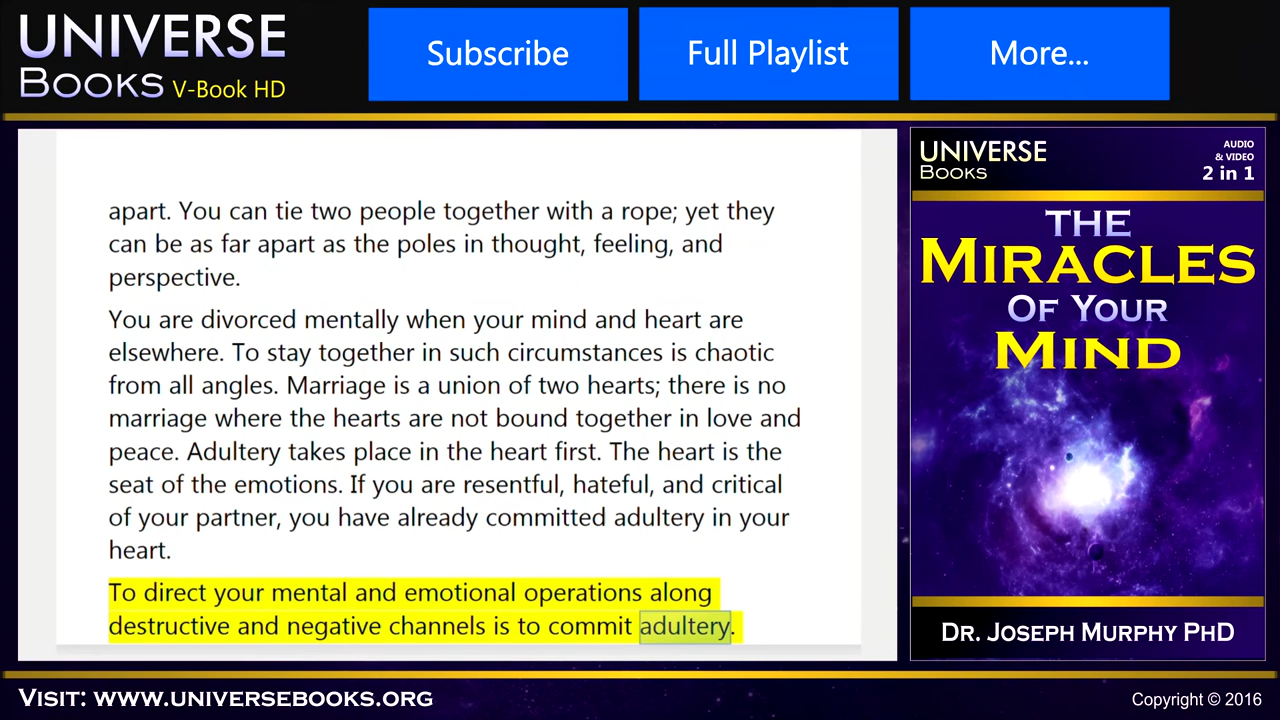 UNIVERSE
BOOKS V-Book HD
Subscribe
Full Playlist
More...
apart. You can tie two people together with a rope; yet they
can be as far apart as the poles in thought, feeling, and
perspective.
You are divorced mentally when your mind and heart are
elsewhere. To stay together in such circumstances is chaotic
from all angles. Marriage is a union of two hearts; there is no
marriage where the hearts are not bound together in love and
peace. Adultery takes place in the heart first. The heart is the
seat of the emotions. If you are resentful, hateful, and critical
of your partner, you have already committed adultery in your
heart.
To direct your mental and emotional operations along
destructive and negative channels is to commit adultery.
UNIVERSE
BOOKS
AUDIO
& VIDEO
2 in 1
THE
MIRACLES
OF YOUR
MIND
DR. JOSEPH MURPHY PHD
VISIT: WWW.UNIVERSEBOOKS.ORG
Copyright © 2016